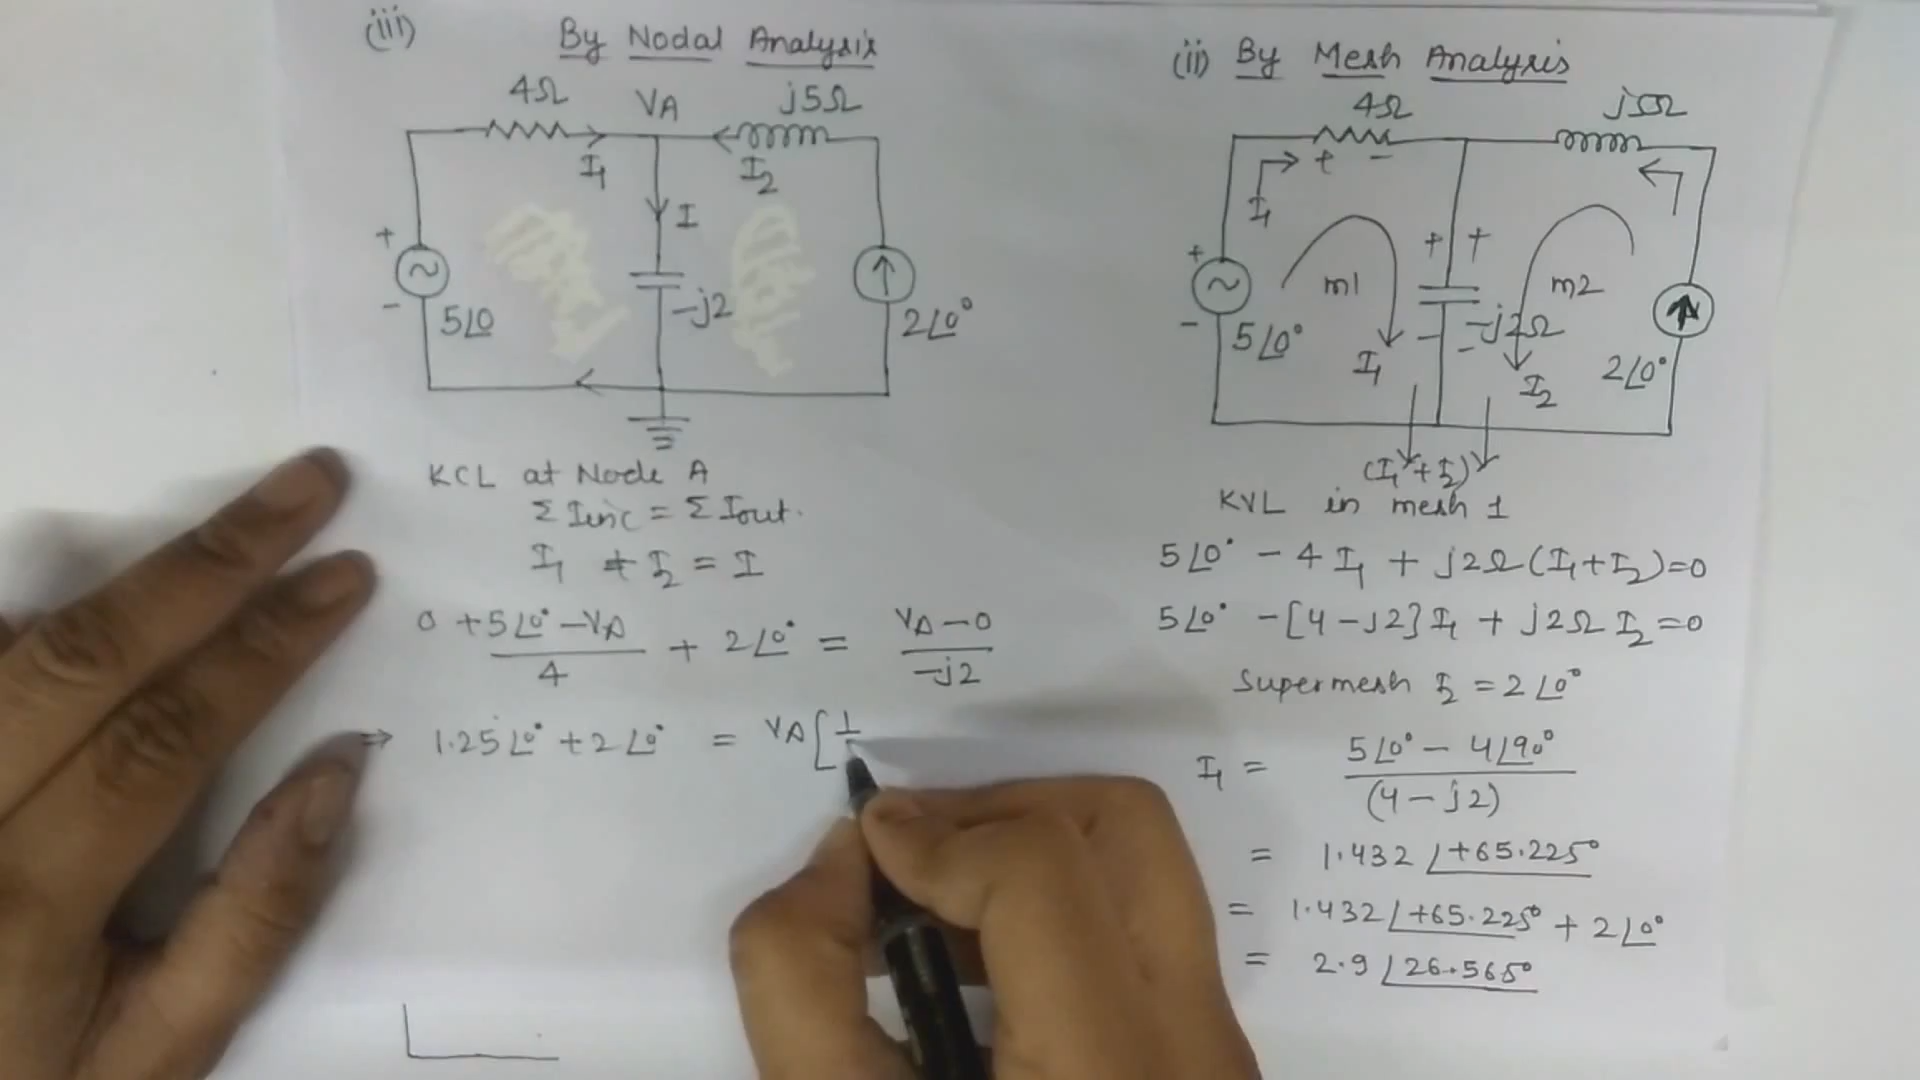 (iii) By Nodal Analysis
4Ω VA j5Ω
I1 I2
I
+
-
5∠0 -j2 2∠0°
KCL at Node A
Σ Iinc = Σ Iout.
I1 + I2 = I
0 + 5∠0° - VA / 4 + 2∠0° = VA - 0 / -j2
⇒ 1.25∠0° + 2∠0° = VA [ 1
(ii) By Mesh Analysis
4Ω j5Ω
+ -
I1
+ + +
m1 m2
- 5∠0° - - -j2Ω 2∠0°
I1 I2
(I1 + I2)
KVL in mesh 1
5∠0° - 4 I1 + j2Ω (I1+I2)=0
5∠0° - [4 - j2] I1 + j2Ω I2 = 0
Supermesh I2 = 2∠0°
I1 = 5∠0° - 4∠90° / (4 - j2)
= 1.432 ∠+65.225°
= 1.432 ∠+65.225° + 2∠0°
= 2.9 ∠26.565°